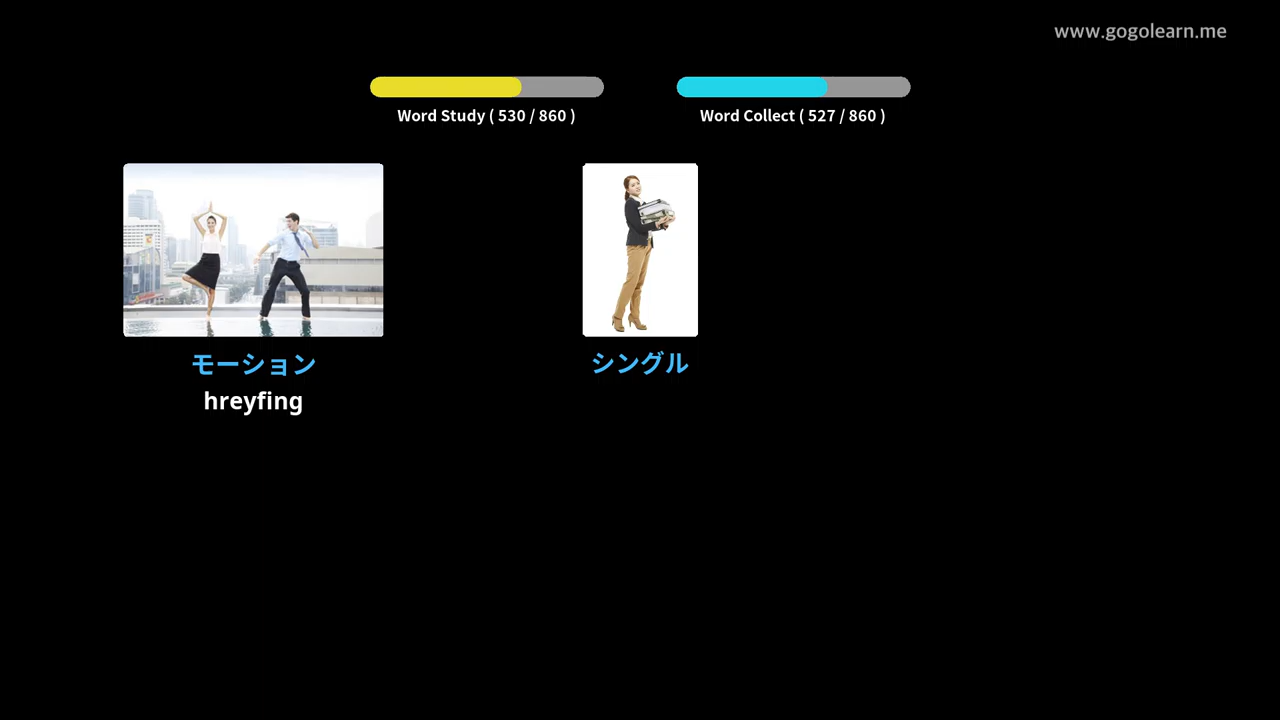 www.gogolearn.me
Word Study ( 530 / 860 )
Word Collect ( 527 / 860 )
モーション
hreyfing
シングル